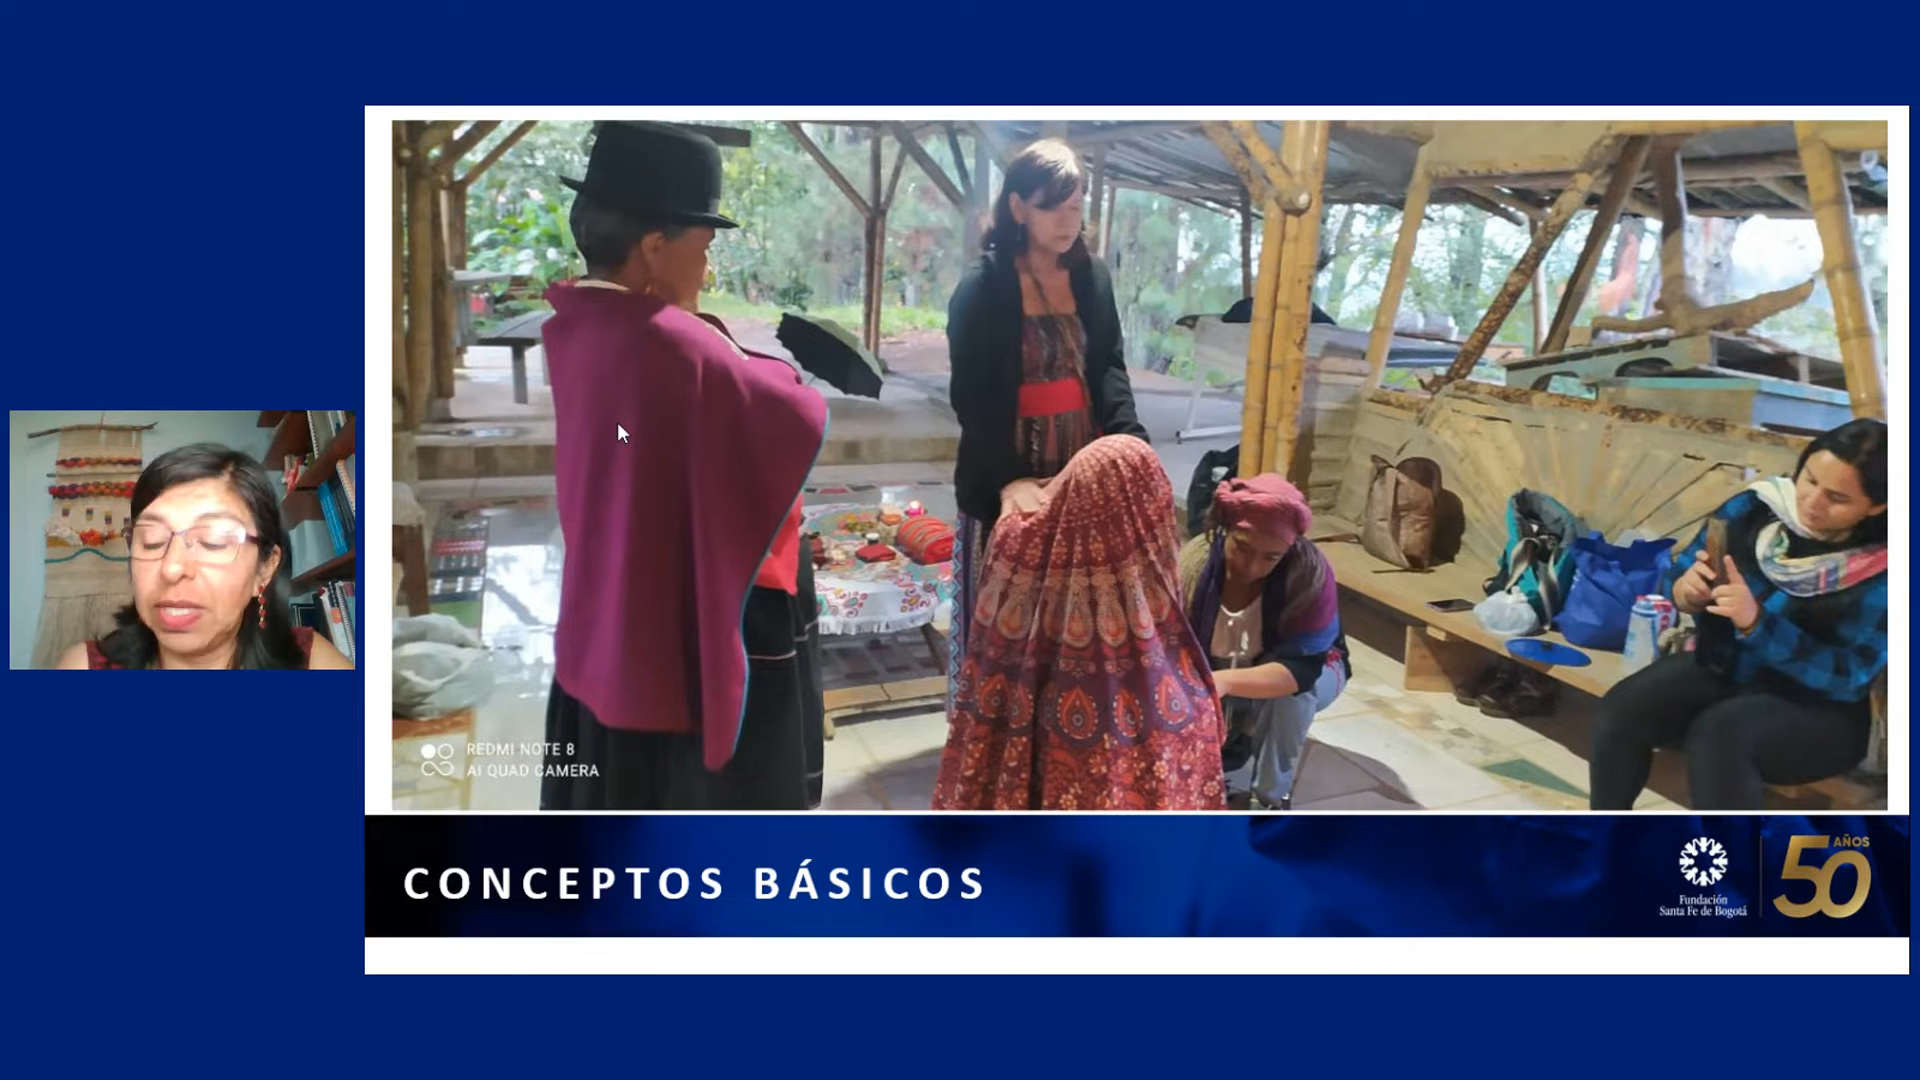 REDMI NOTE 8
AI QUAD CAMERA
CONCEPTOS BÁSICOS
Fundación
Santa Fe de Bogotá
50 AÑOS